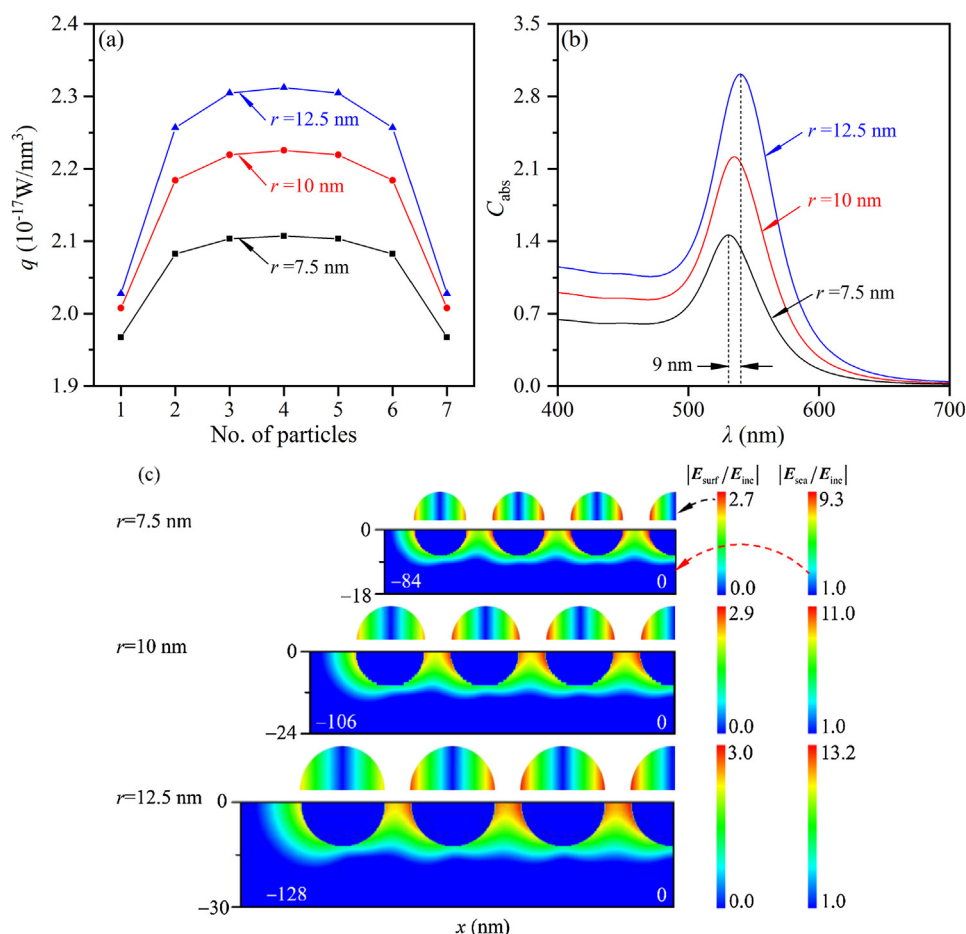 (a)
2.4
2.3
2.2
2.1
2.0
1.9
q (10⁻¹⁷W/nm³)
r =12.5 nm
r =10 nm
r =7.5 nm
1 2 3 4 5 6 7
No. of particles
(b)
3.5
2.8
2.1
1.4
0.7
0.0
C_abs
r =12.5 nm
r =10 nm
r =7.5 nm
9 nm
400 500 600 700
λ (nm)
(c)
|E_surf/E_inc| |E_sca/E_inc|
r=7.5 nm
2.7 9.3
0
−84 0
0.0 1.0
−18
r=10 nm
2.9 11.0
0
−106 0
0.0 1.0
−24
r=12.5 nm
3.0 13.2
0
−128 0
0.0 1.0
−30
x (nm)